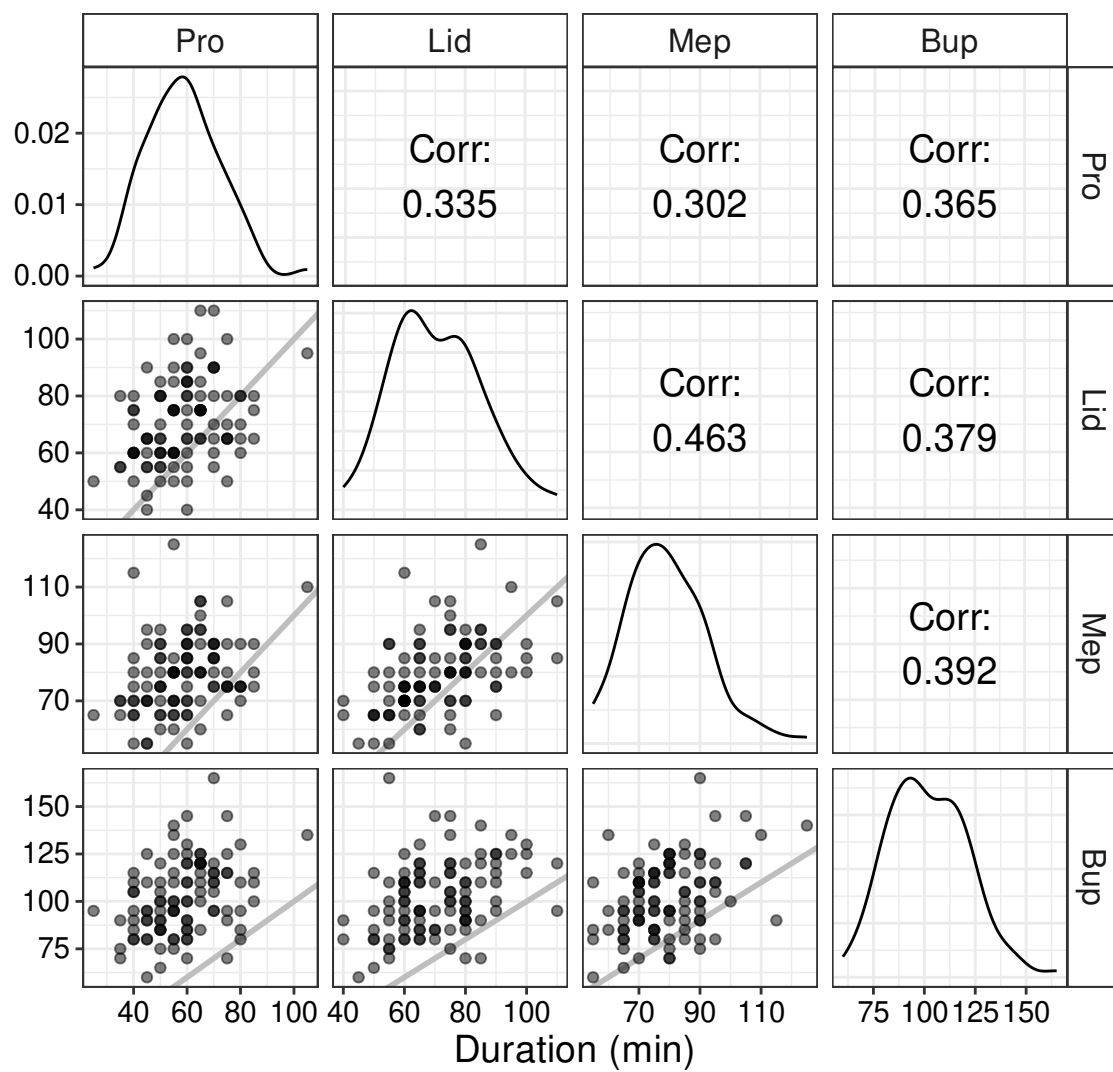 Pro Lid Mep Bup
0.02
0.01
0.00
Corr:
0.335
Corr:
0.302
Corr:
0.365
Pro
100
80
60
40
Corr:
0.463
Corr:
0.379
Lid
110
90
70
Corr:
0.392
Mep
150
125
100
75
Bup
40 60 80 100 40 60 80 100 70 90 110 75 100 125 150
Duration (min)